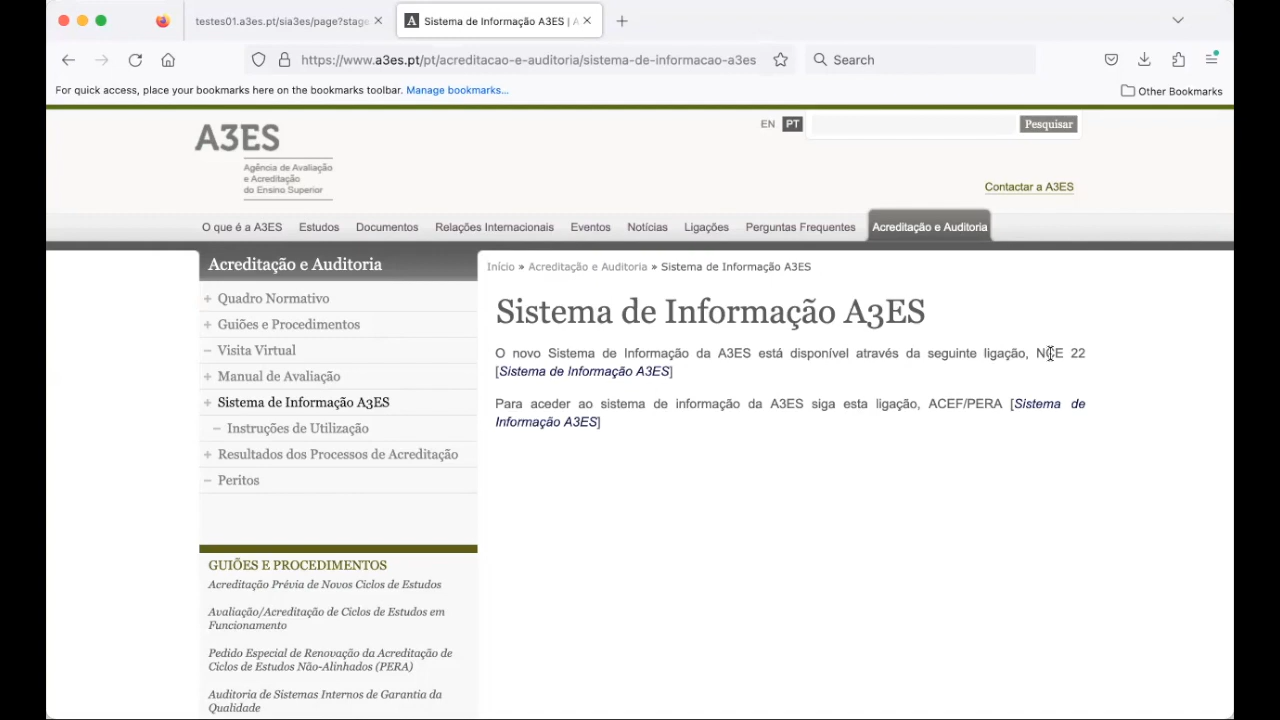 testes01.a3es.pt/sia3es/page?stage
Sistema de Informação A3ES | A
https://www.a3es.pt/pt/acreditacao-e-auditoria/sistema-de-informacao-a3es
Search
For quick access, place your bookmarks here on the bookmarks toolbar. Manage bookmarks...
Other Bookmarks
A3ES
Agência de Avaliação
e Acreditação
do Ensino Superior
EN PT
Pesquisar
Contactar a A3ES
O que é a A3ES Estudos Documentos Relações Internacionais Eventos Notícias Ligações Perguntas Frequentes Acreditação e Auditoria
Acreditação e Auditoria
+ Quadro Normativo
+ Guiões e Procedimentos
– Visita Virtual
+ Manual de Avaliação
+ Sistema de Informação A3ES
– Instruções de Utilização
+ Resultados dos Processos de Acreditação
– Peritos
GUIÕES E PROCEDIMENTOS
Acreditação Prévia de Novos Ciclos de Estudos
Avaliação/Acreditação de Ciclos de Estudos em
Funcionamento
Pedido Especial de Renovação da Acreditação de
Ciclos de Estudos Não-Alinhados (PERA)
Auditoria de Sistemas Internos de Garantia da
Qualidade
Início » Acreditação e Auditoria » Sistema de Informação A3ES
Sistema de Informação A3ES
O novo Sistema de Informação da A3ES está disponível através da seguinte ligação, NCE 22
[Sistema de Informação A3ES]
Para aceder ao sistema de informação da A3ES siga esta ligação, ACEF/PERA [Sistema de
Informação A3ES]